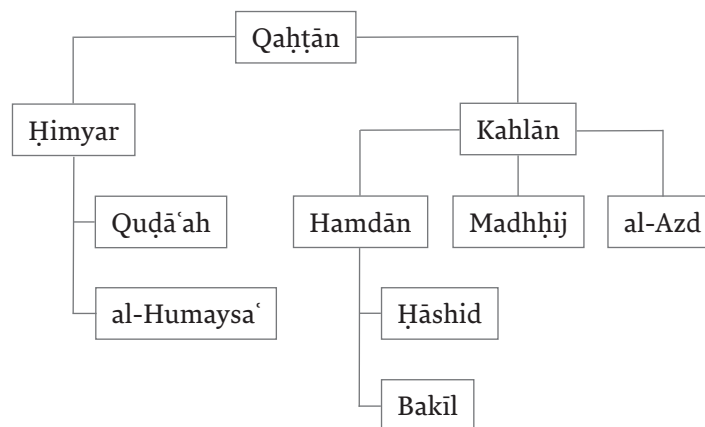 Qaḥṭān
Ḥimyar
Kahlān
Quḍāʿah
Hamdān
Madhḥij
al-Azd
al-Humaysaʿ
Ḥāshid
Bakīl